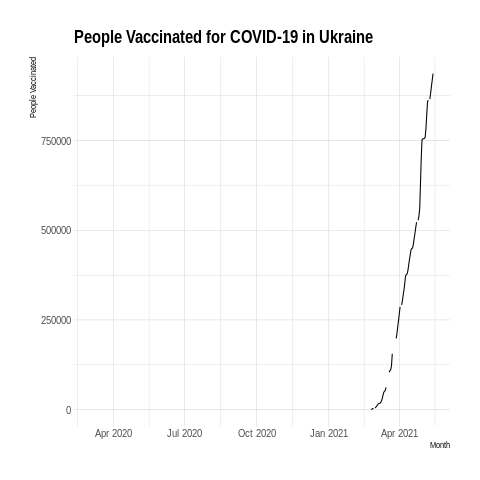 People Vaccinated for COVID-19 in Ukraine
People Vaccinated
750000
500000
250000
0
Apr 2020 Jul 2020 Oct 2020 Jan 2021 Apr 2021
Month